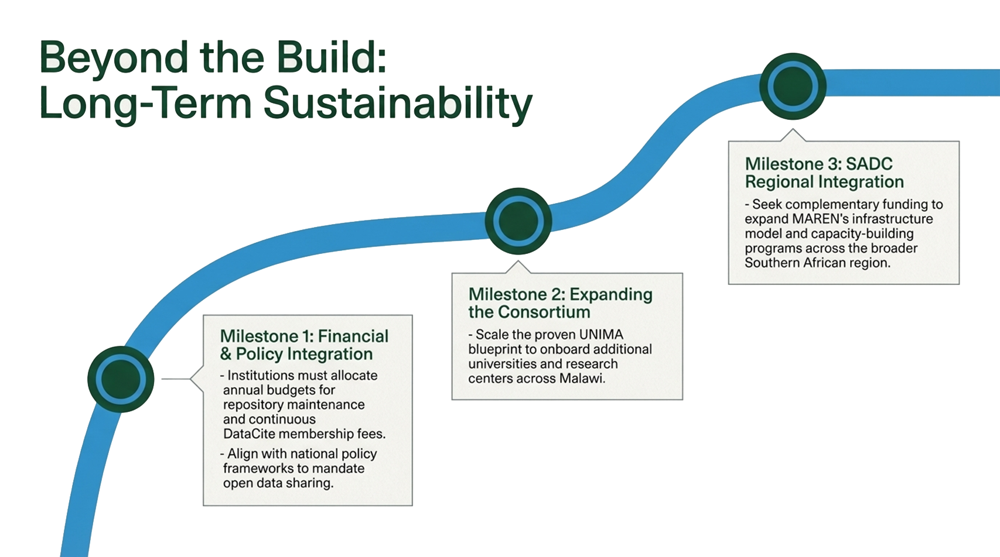 Beyond the Build:
Long-Term Sustainability
Milestone 1: Financial
& Policy Integration
- Institutions must allocate
annual budgets for
repository maintenance
and continuous
DataCite membership fees.
- Align with national policy
frameworks to mandate
open data sharing.
Milestone 2: Expanding
the Consortium
- Scale the proven UNIMA
blueprint to onboard additional
universities and research
centers across Malawi.
Milestone 3: SADC
Regional Integration
- Seek complementary funding to
expand MAREN's infrastructure
model and capacity-building
programs across the broader
Southern African region.